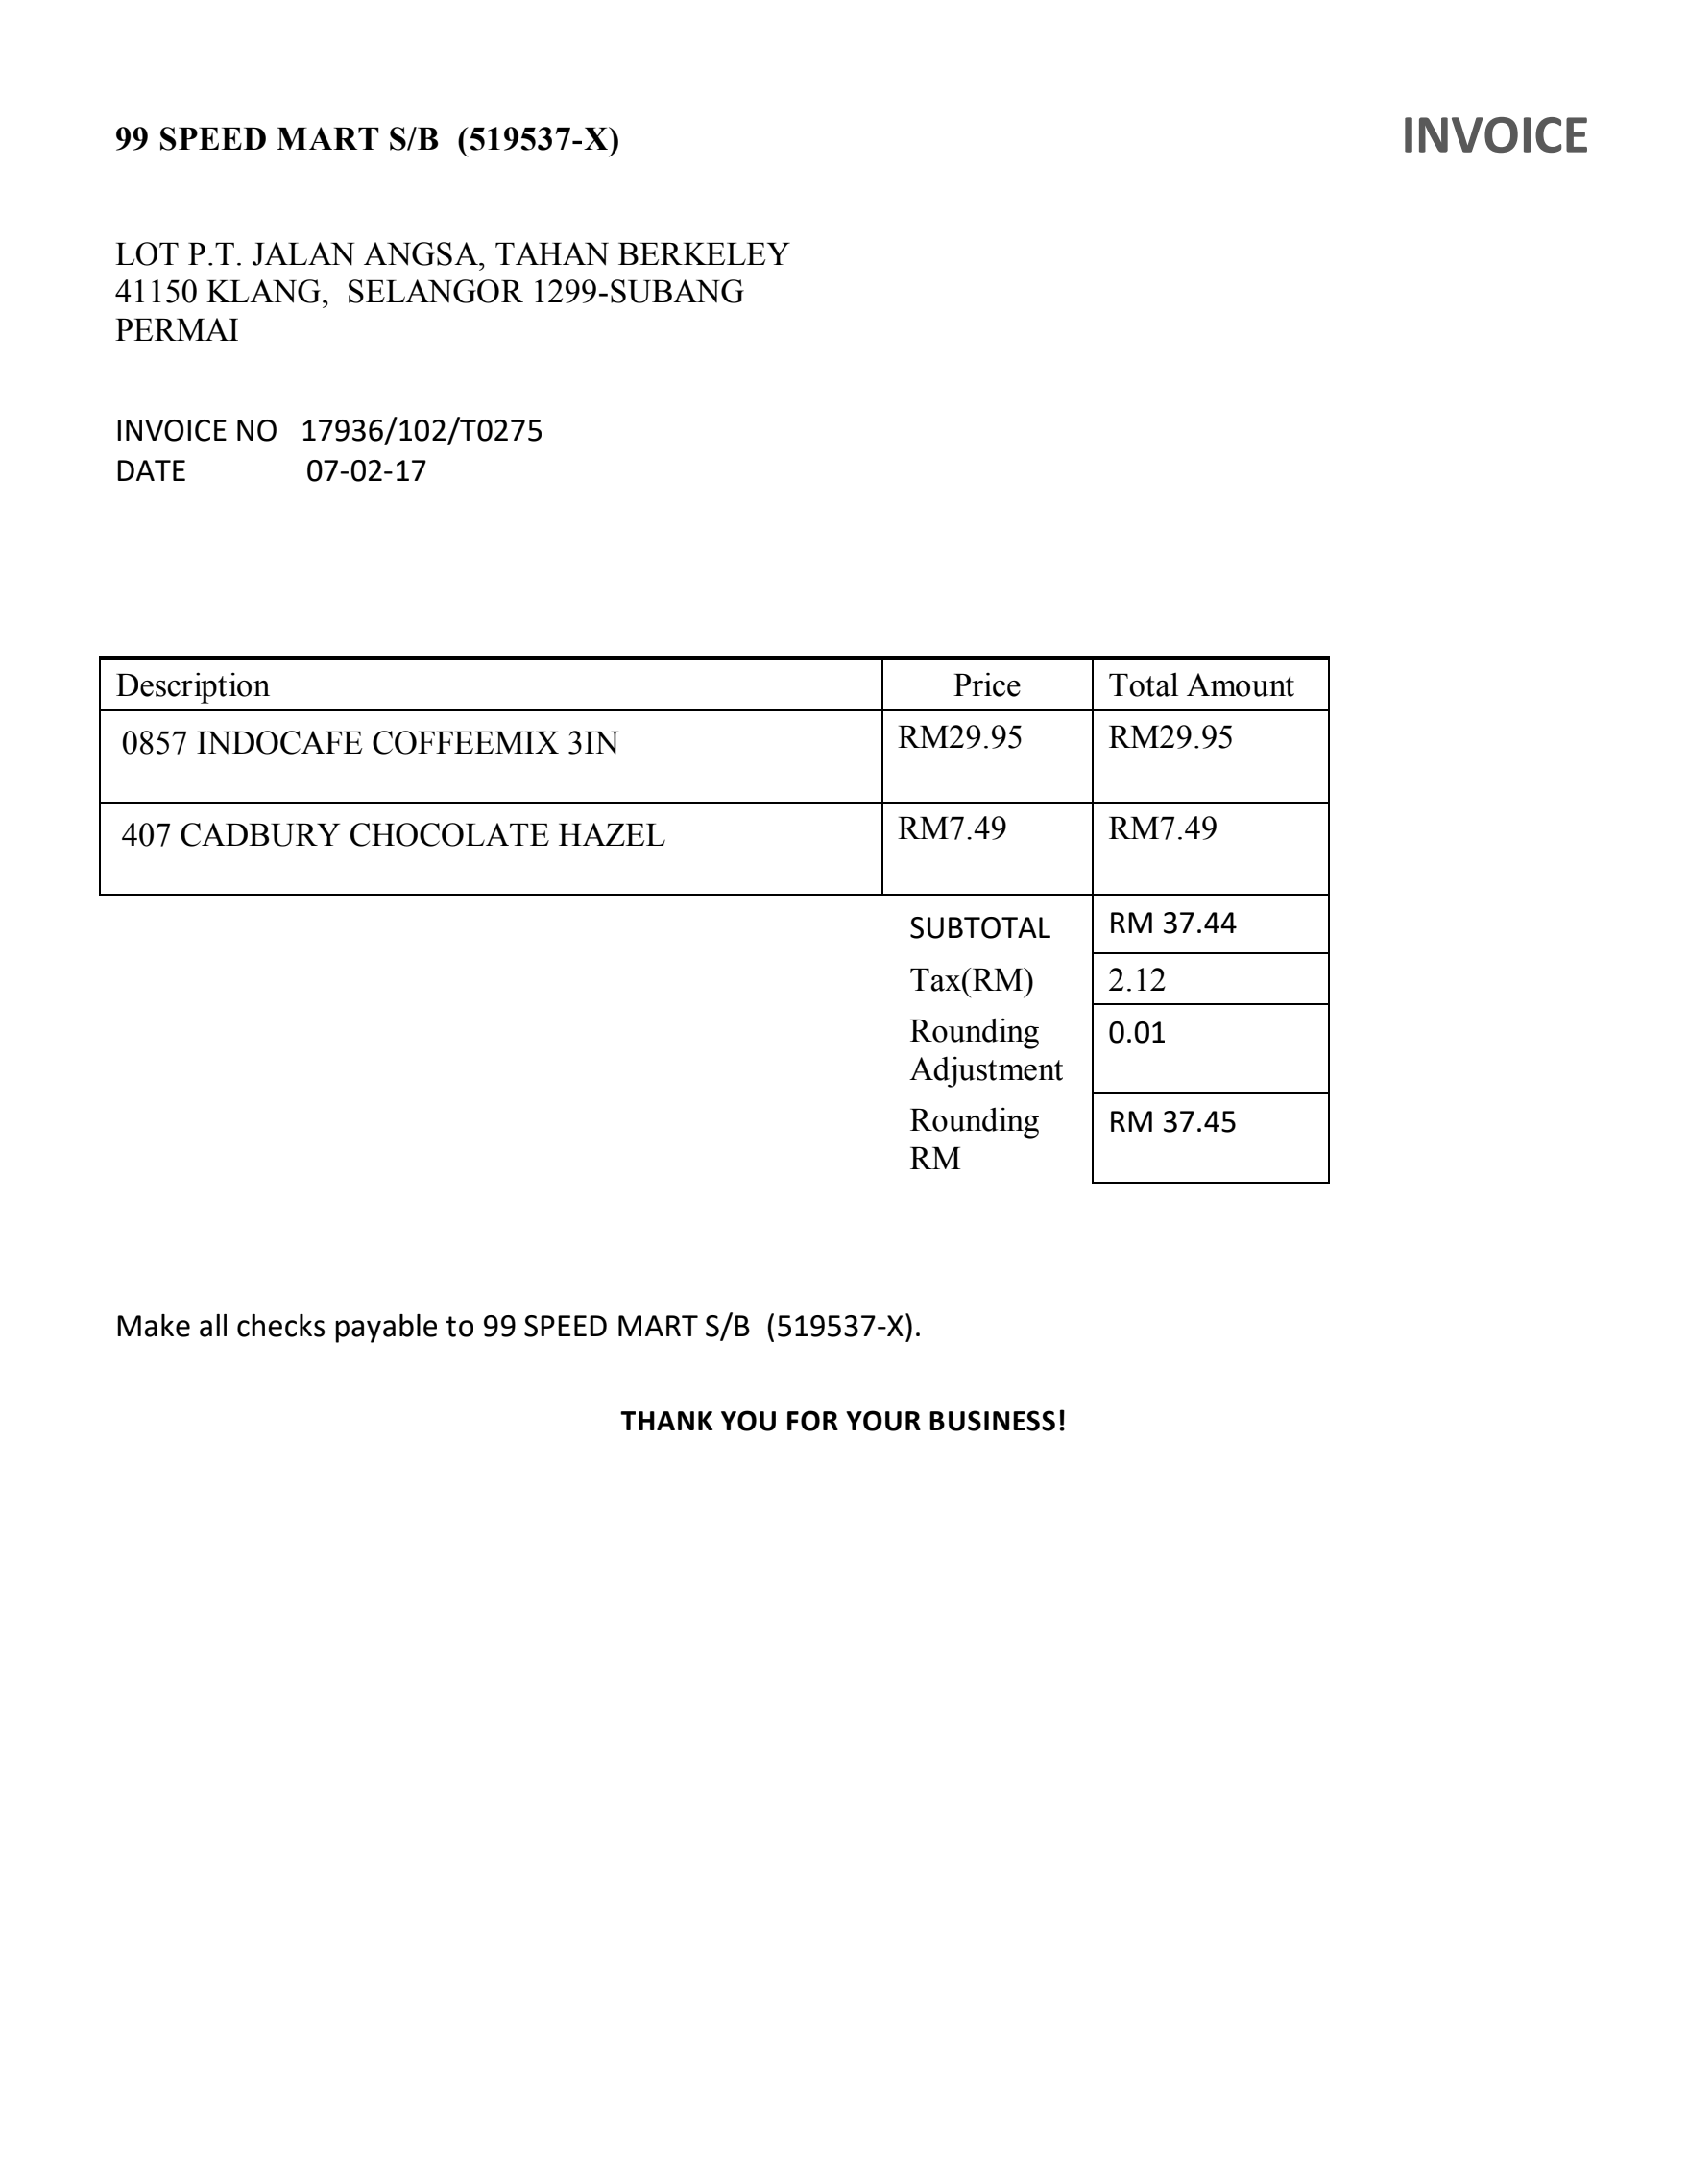 99 SPEED MART S/B (519537-X)
INVOICE
LOT P.T. JALAN ANGSA, TAHAN BERKELEY
41150 KLANG, SELANGOR 1299-SUBANG
PERMAI
INVOICE NO 17936/102/T0275
DATE 07-02-17
Description Price Total Amount
0857 INDOCAFE COFFEEMIX 3IN RM29.95 RM29.95
407 CADBURY CHOCOLATE HAZEL RM7.49 RM7.49
SUBTOTAL RM 37.44
Tax(RM) 2.12
Rounding 0.01
Adjustment
Rounding RM 37.45
RM
Make all checks payable to 99 SPEED MART S/B (519537-X).
THANK YOU FOR YOUR BUSINESS!